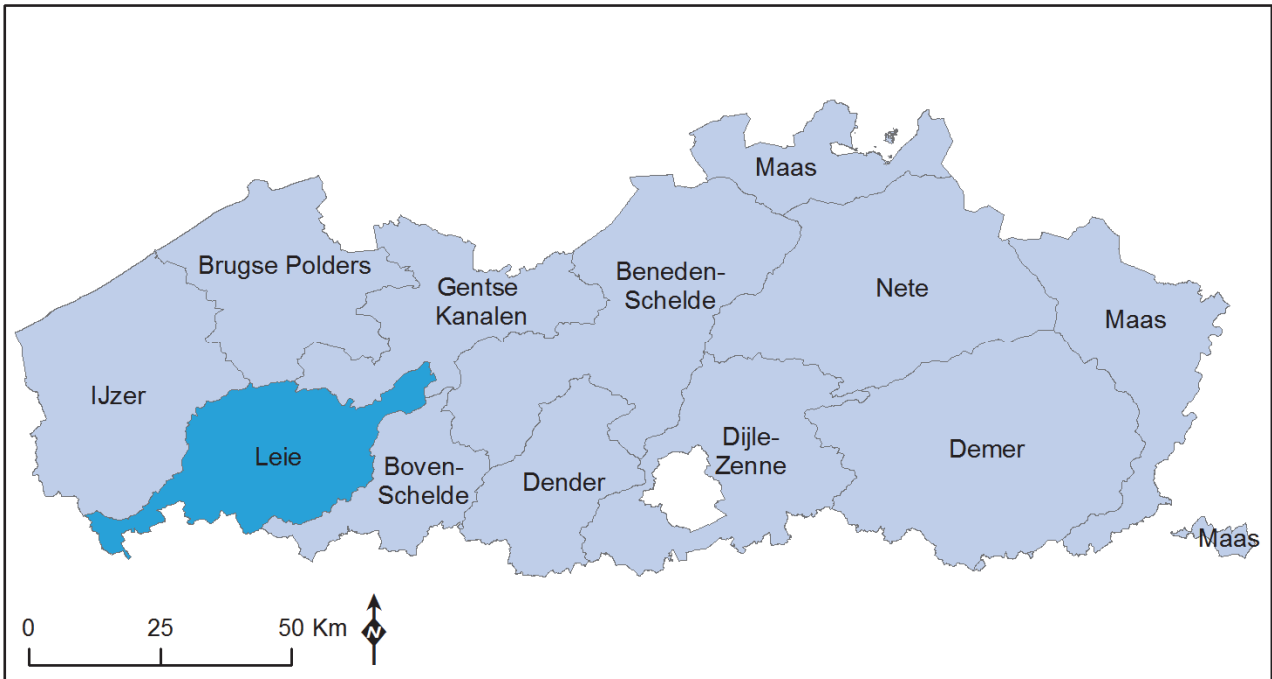 Maas
Brugse Polders
Gentse
Kanalen
Beneden-
Schelde
Nete
Maas
IJzer
Leie
Boven-
Schelde
Dender
Dijle-
Zenne
Demer
Maas
0 25 50 Km
N